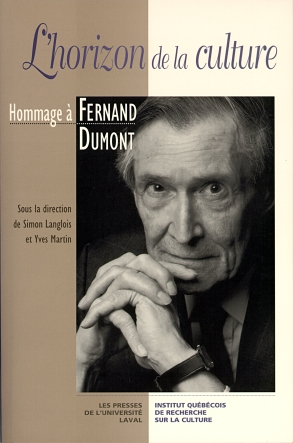 L'horizon de la culture
Hommage à FERNAND
DUMONT
Sous la direction
de Simon Langlois
et Yves Martin
LES PRESSES
DE L'UNIVERSITÉ
LAVAL
INSTITUT QUÉBÉCOIS
DE RECHERCHE
SUR LA CULTURE